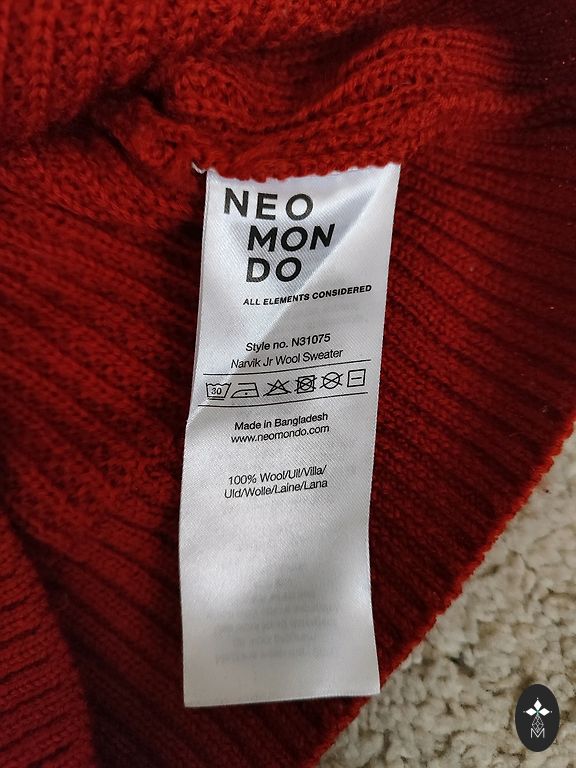 NEO
MON
DO
ALL ELEMENTS CONSIDERED
Style no. N31075
Narvik Jr Wool Sweater
30
Made in Bangladesh
www.neomondo.com
100% Wool/Ull/Villa/
Uld/Wolle/Laine/Lana
M